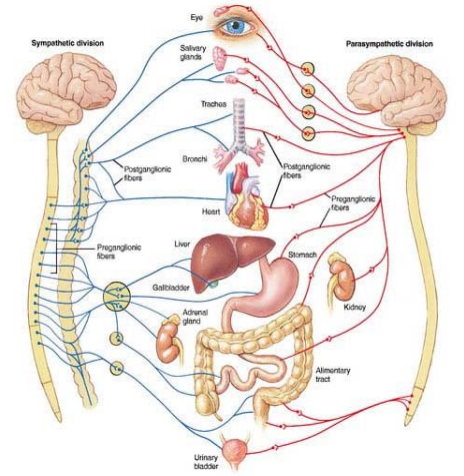 Eye
Sympathetic division
Parasympathetic division
Salivary
glands
Trachea
Bronchi
Postganglionic
fibers
Postganglionic
fibers
Heart
Preganglionic
fibers
Preganglionic
fibers
Liver
Stomach
Gallbladder
Adrenal
gland
Kidney
Alimentary
tract
Urinary
bladder